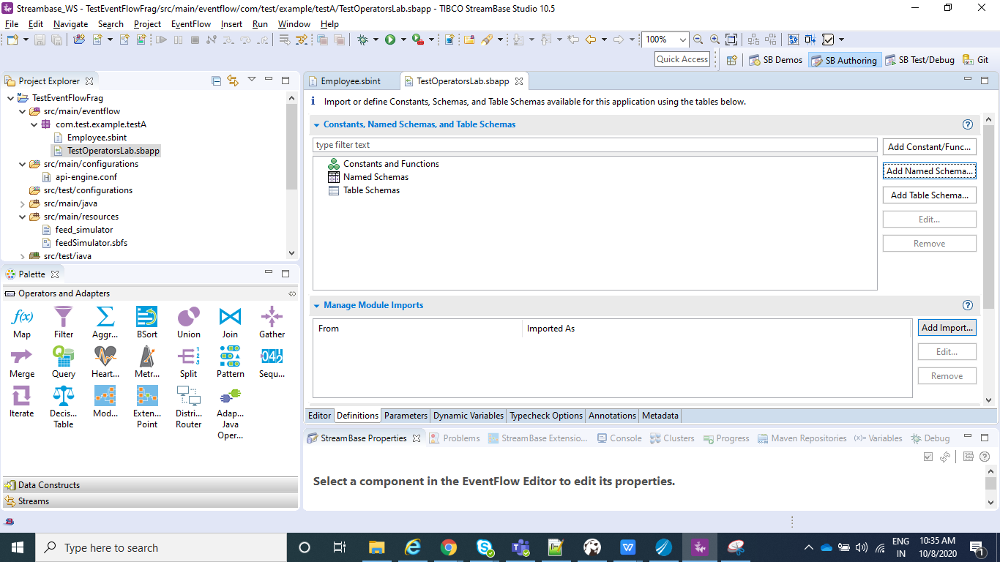 Streambase_WS - TestEventFlowFrag/src/main/eventflow/com/test/example/testA/TestOperatorsLab.sbapp - TIBCO StreamBase Studio 10.5
File Edit Navigate Search Project EventFlow Insert Run Window Help
100%
Quick Access SB Demos SB Authoring SB Test/Debug Git
Project Explorer
TestEventFlowFrag
src/main/eventflow
com.test.example.testA
Employee.sbint
TestOperatorsLab.sbapp
src/main/configurations
api-engine.conf
src/test/configurations
src/main/java
src/main/resources
feed_simulator
feedSimulator.sbfs
src/test/java
Palette
Operators and Adapters
Map Filter Aggr... BSort Union Join Gather
Merge Query Heart... Metr... Split Pattern Sequ...
Iterate Decis... Table Mod... Exten... Point Distri... Router Adap... Java Oper...
Data Constructs
Streams
Employee.sbint TestOperatorsLab.sbapp
Import or define Constants, Schemas, and Table Schemas available for this application using the tables below.
Constants, Named Schemas, and Table Schemas
type filter text
Constants and Functions
Named Schemas
Table Schemas
Add Constant/Func...
Add Named Schema...
Add Table Schema...
Edit...
Remove
Manage Module Imports
From Imported As
Add Import...
Edit...
Remove
Editor Definitions Parameters Dynamic Variables Typecheck Options Annotations Metadata
StreamBase Properties Problems StreamBase Extensio... Console Clusters Progress Maven Repositories (x)= Variables Debug
Select a component in the EventFlow Editor to edit its properties.
Type here to search
ENG
IN
10:35 AM
10/8/2020
1